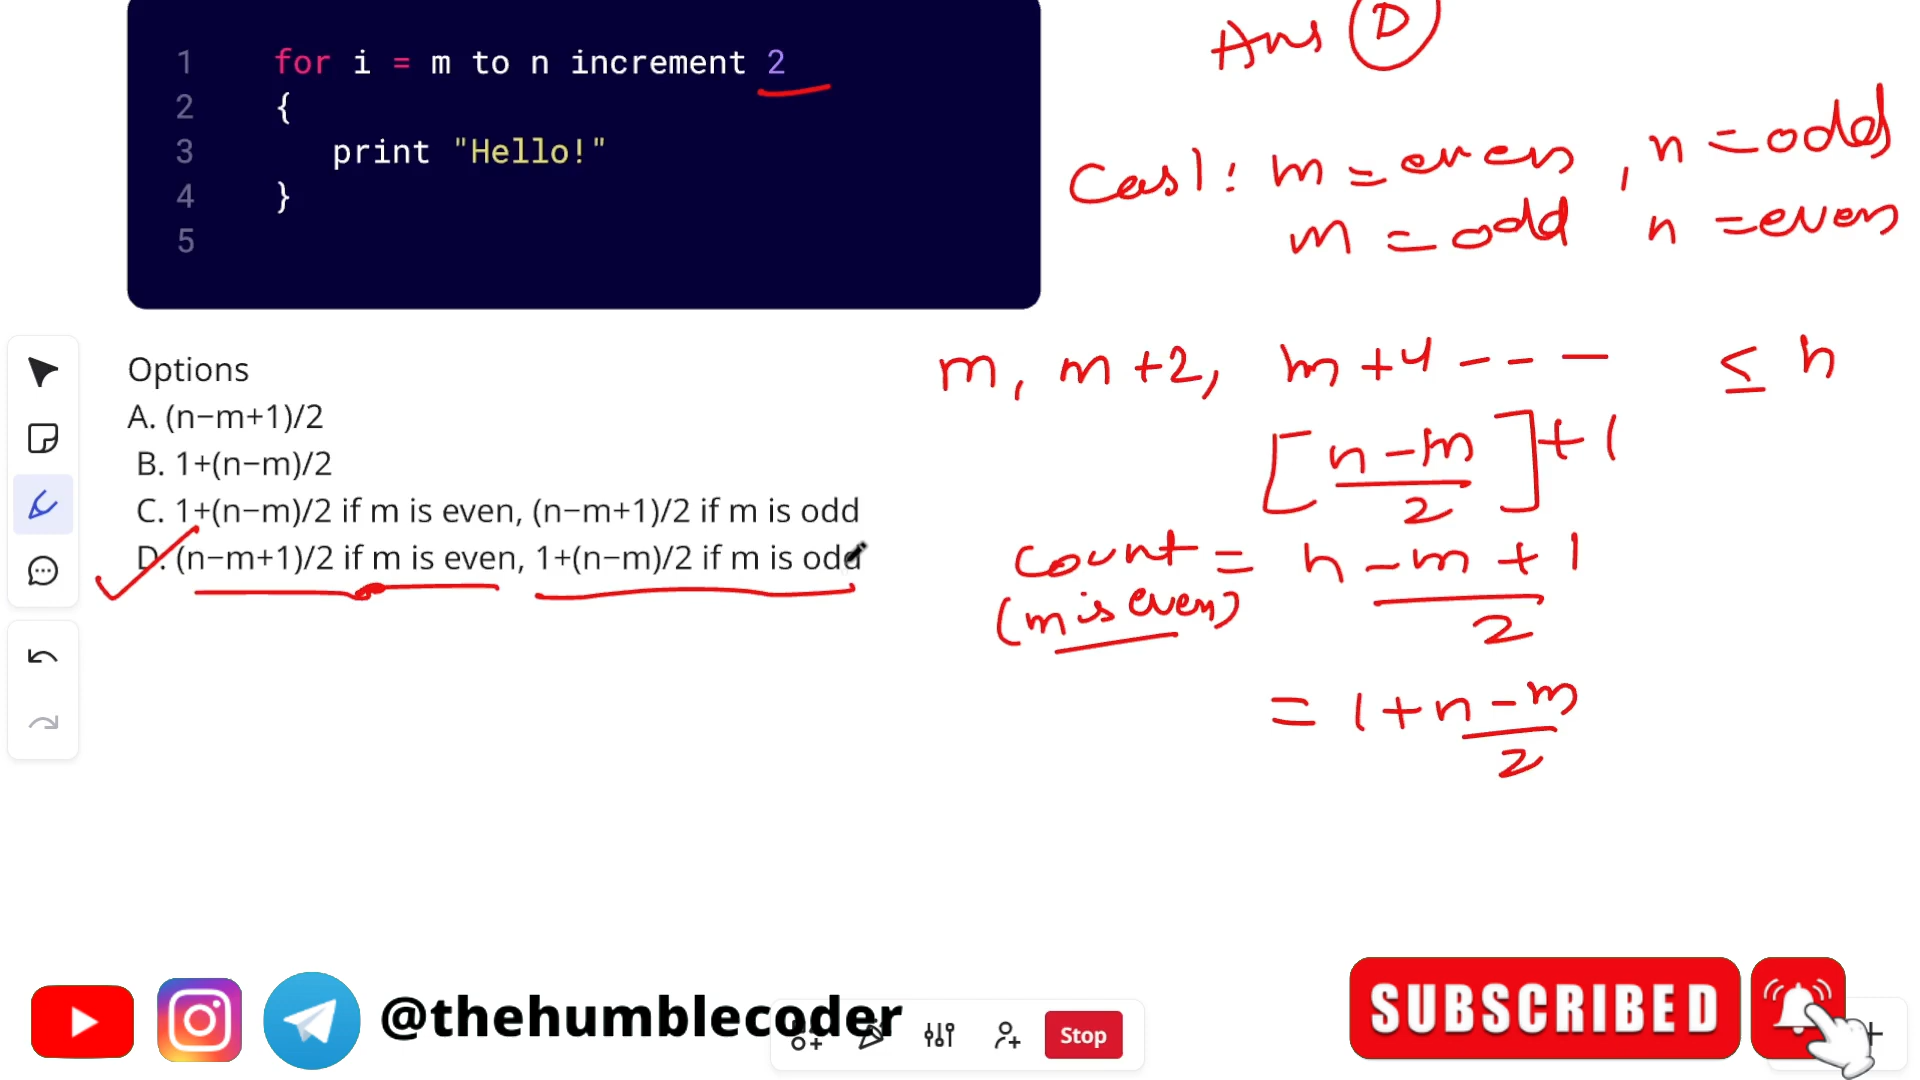 1 for i = m to n increment 2
2 {
3 print "Hello!"
4 }
5
Ans D
Cas1: m = even, n = odd
m = odd n = even
Options
A. (n−m+1)/2
B. 1+(n−m)/2
C. 1+(n−m)/2 if m is even, (n−m+1)/2 if m is odd
D. (n−m+1)/2 if m is even, 1+(n−m)/2 if m is odd
m, m+2, m+4 --- ≤ n
[n-m/2]+1
count = n-m+1/2
(m is even)
= 1+n-m/2
@thehumblecoder
Stop
SUBSCRIBED